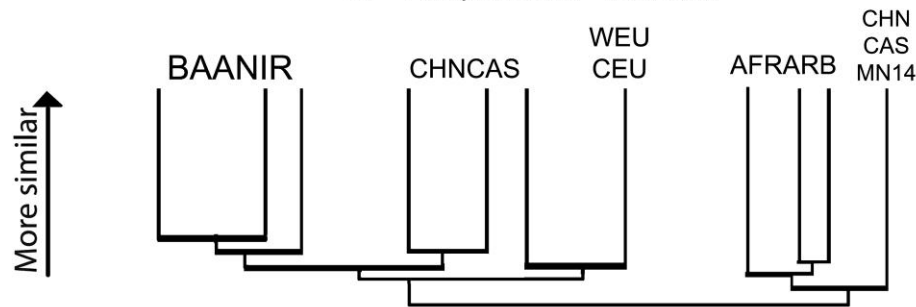 BAANIR
CHNCAS
WEU
CEU
AFRARB
CHN
CAS
MN14
More similar